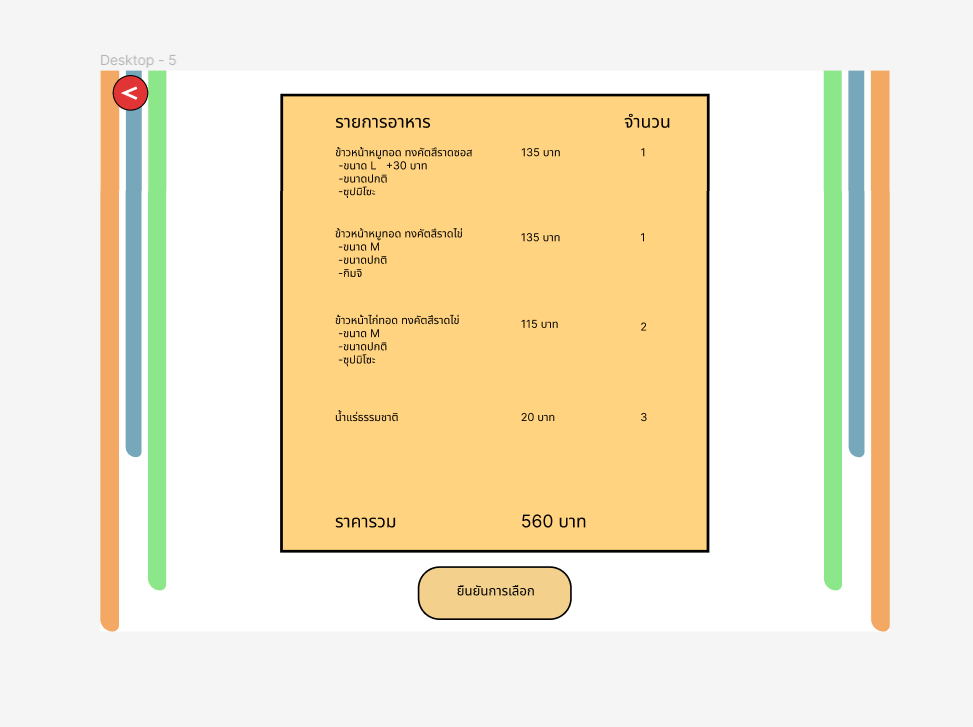 Desktop - 5
<
รายการอาหาร จำนวน
ข้าวหน้าหมูทอด ทงคัตสึราดซอส 135 บาท 1
-ขนาด L +30 บาท
-ขนาดปกติ
-ซุปมิโซะ
ข้าวหน้าหมูทอด ทงคัตสึราดไข่ 135 บาท 1
-ขนาด M
-ขนาดปกติ
-กิมจิ
ข้าวหน้าไก่ทอด ทงคัตสึราดไข่ 115 บาท 2
-ขนาด M
-ขนาดปกติ
-ซุปมิโซะ
น้ำแร่ธรรมชาติ 20 บาท 3
ราคารวม 560 บาท
ยืนยันการเลือก